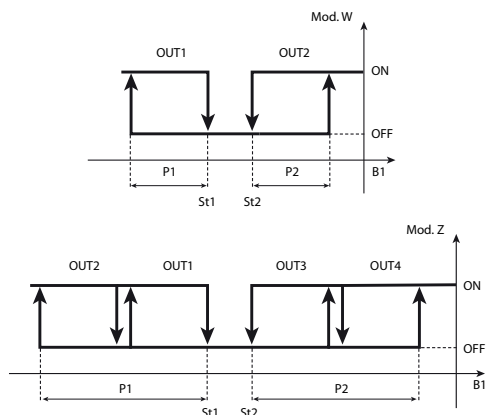 Mod. W
OUT1 OUT2
ON
OFF
P1 P2 B1
St1 St2
Mod. Z
OUT2 OUT1 OUT3 OUT4
ON
OFF
P1 P2 B1
St1 St2